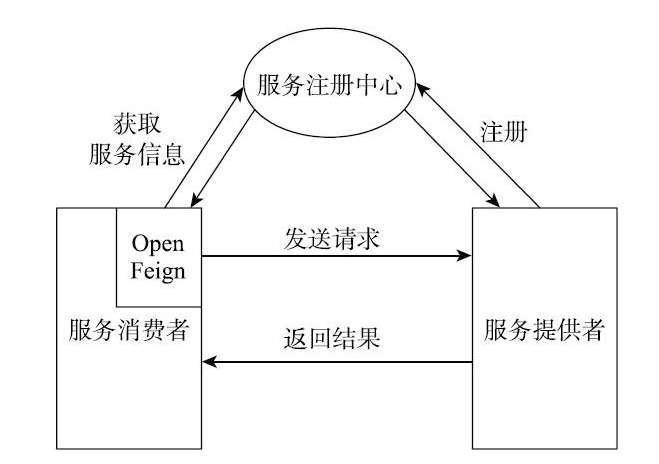 服务注册中心
获取
服务信息
注册
Open
Feign
发送请求
服务消费者
服务提供者
返回结果